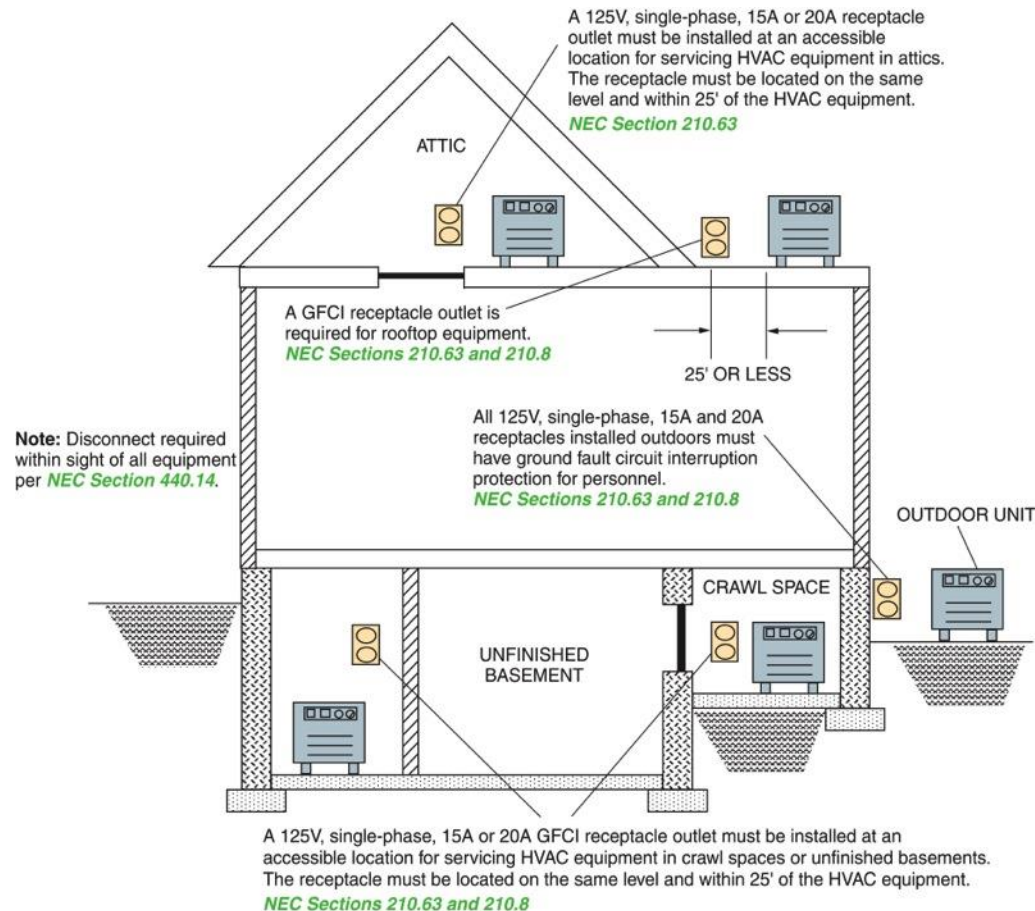 A 125V, single-phase, 15A or 20A receptacle
outlet must be installed at an accessible
location for servicing HVAC equipment in attics.
The receptacle must be located on the same
level and within 25' of the HVAC equipment.
NEC Section 210.63
ATTIC
A GFCI receptacle outlet is
required for rooftop equipment.
NEC Sections 210.63 and 210.8
25' OR LESS
Note: Disconnect required
within sight of all equipment
per NEC Section 440.14.
All 125V, single-phase, 15A and 20A
receptacles installed outdoors must
have ground fault circuit interruption
protection for personnel.
NEC Sections 210.63 and 210.8
OUTDOOR UNIT
CRAWL SPACE
UNFINISHED
BASEMENT
A 125V, single-phase, 15A or 20A GFCI receptacle outlet must be installed at an
accessible location for servicing HVAC equipment in crawl spaces or unfinished basements.
The receptacle must be located on the same level and within 25' of the HVAC equipment.
NEC Sections 210.63 and 210.8